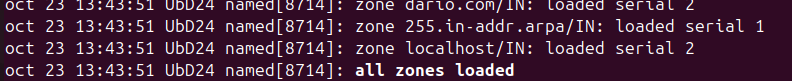 oct 23 13:43:51 UbD24 named[8714]: zone dario.com/IN: loaded serial 2
oct 23 13:43:51 UbD24 named[8714]: zone 255.in-addr.arpa/IN: loaded serial 1
oct 23 13:43:51 UbD24 named[8714]: zone localhost/IN: loaded serial 2
oct 23 13:43:51 UbD24 named[8714]: all zones loaded